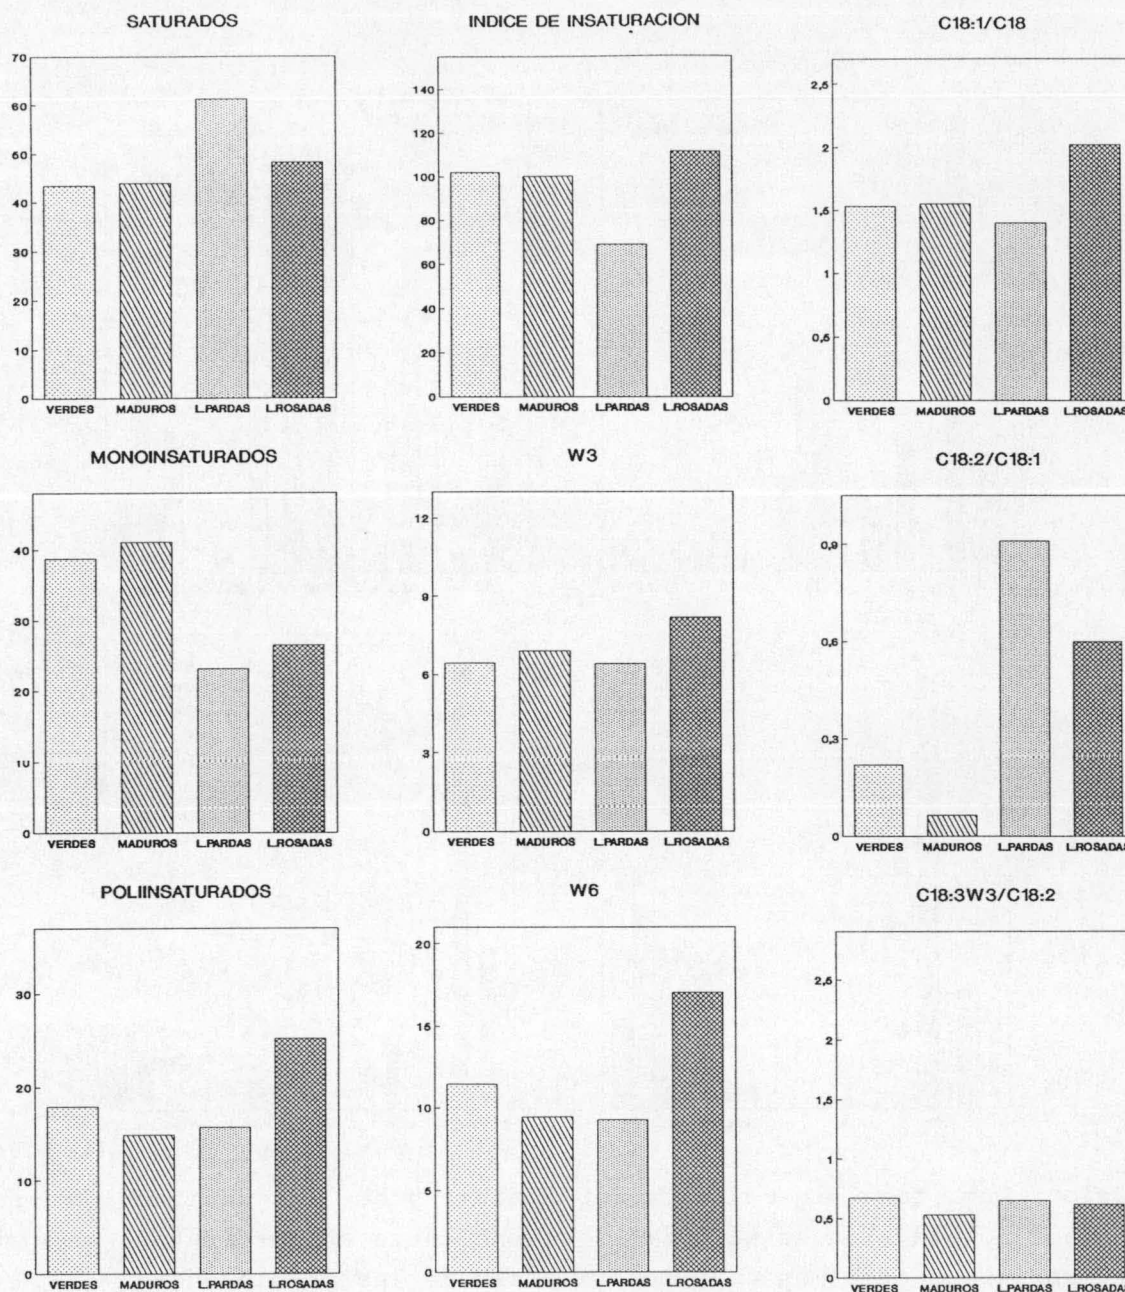 SATURADOS
70
60
50
40
30
20
10
0
VERDES MADUROS L.PARDAS L.ROSADAS
INDICE DE INSATURACION
140
120
100
80
60
40
20
0
VERDES MADUROS L.PARDAS L.ROSADAS
C18:1/C18
2,5
2
1,5
1
0,5
0
VERDES MADUROS L.PARDAS L.ROSADAS
MONOINSATURADOS
40
30
20
10
0
VERDES MADUROS L.PARDAS L.ROSADAS
W3
12
9
6
3
0
VERDES MADUROS L.PARDAS L.ROSADAS
C18:2/C18:1
0,9
0,6
0,3
0
VERDES MADUROS L.PARDAS L.ROSADAS
POLIINSATURADOS
30
20
10
0
VERDES MADUROS L.PARDAS L.ROSADAS
W6
20
15
10
5
0
VERDES MADUROS L.PARDAS L.ROSADAS
C18:3W3/C18:2
2,5
2
1,5
1
0,5
0
VERDES MADUROS L.PARDAS L.ROSADAS